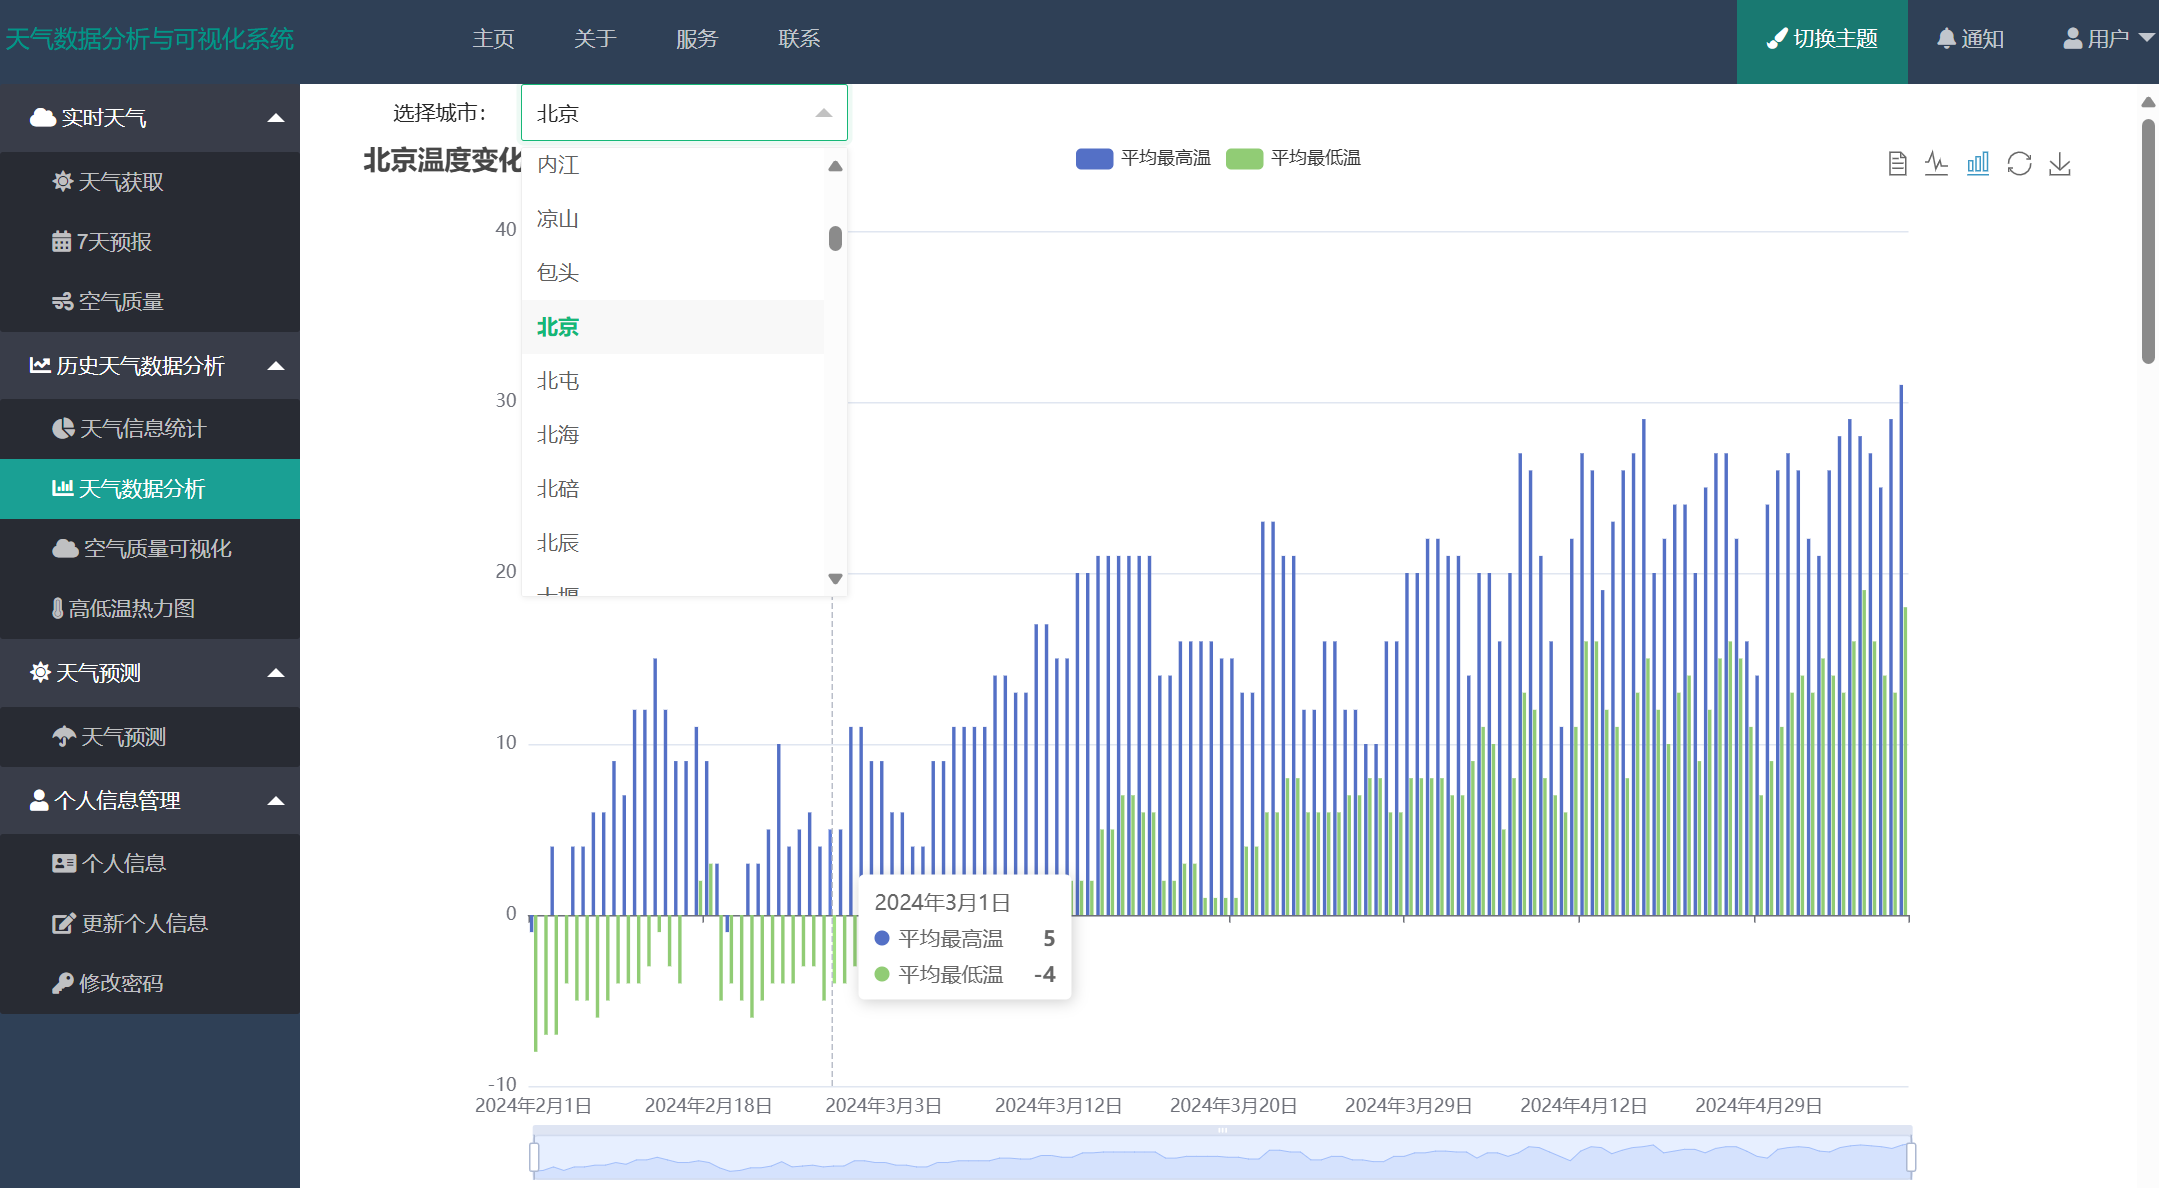 天气数据分析与可视化系统
主页
关于
服务
联系
切换主题
通知
用户
实时天气
天气获取
7天预报
空气质量
历史天气数据分析
天气信息统计
天气数据分析
空气质量可视化
高低温热力图
天气预测
天气预测
个人信息管理
个人信息
更新个人信息
修改密码
选择城市：
北京
北京温度变化
内江
凉山
包头
北京
北屯
北海
北碚
北辰
平均最高温
平均最低温
40
30
20
10
0
-10
2024年3月1日
平均最高温 5
平均最低温 -4
2024年2月1日
2024年2月18日
2024年3月3日
2024年3月12日
2024年3月20日
2024年3月29日
2024年4月12日
2024年4月29日